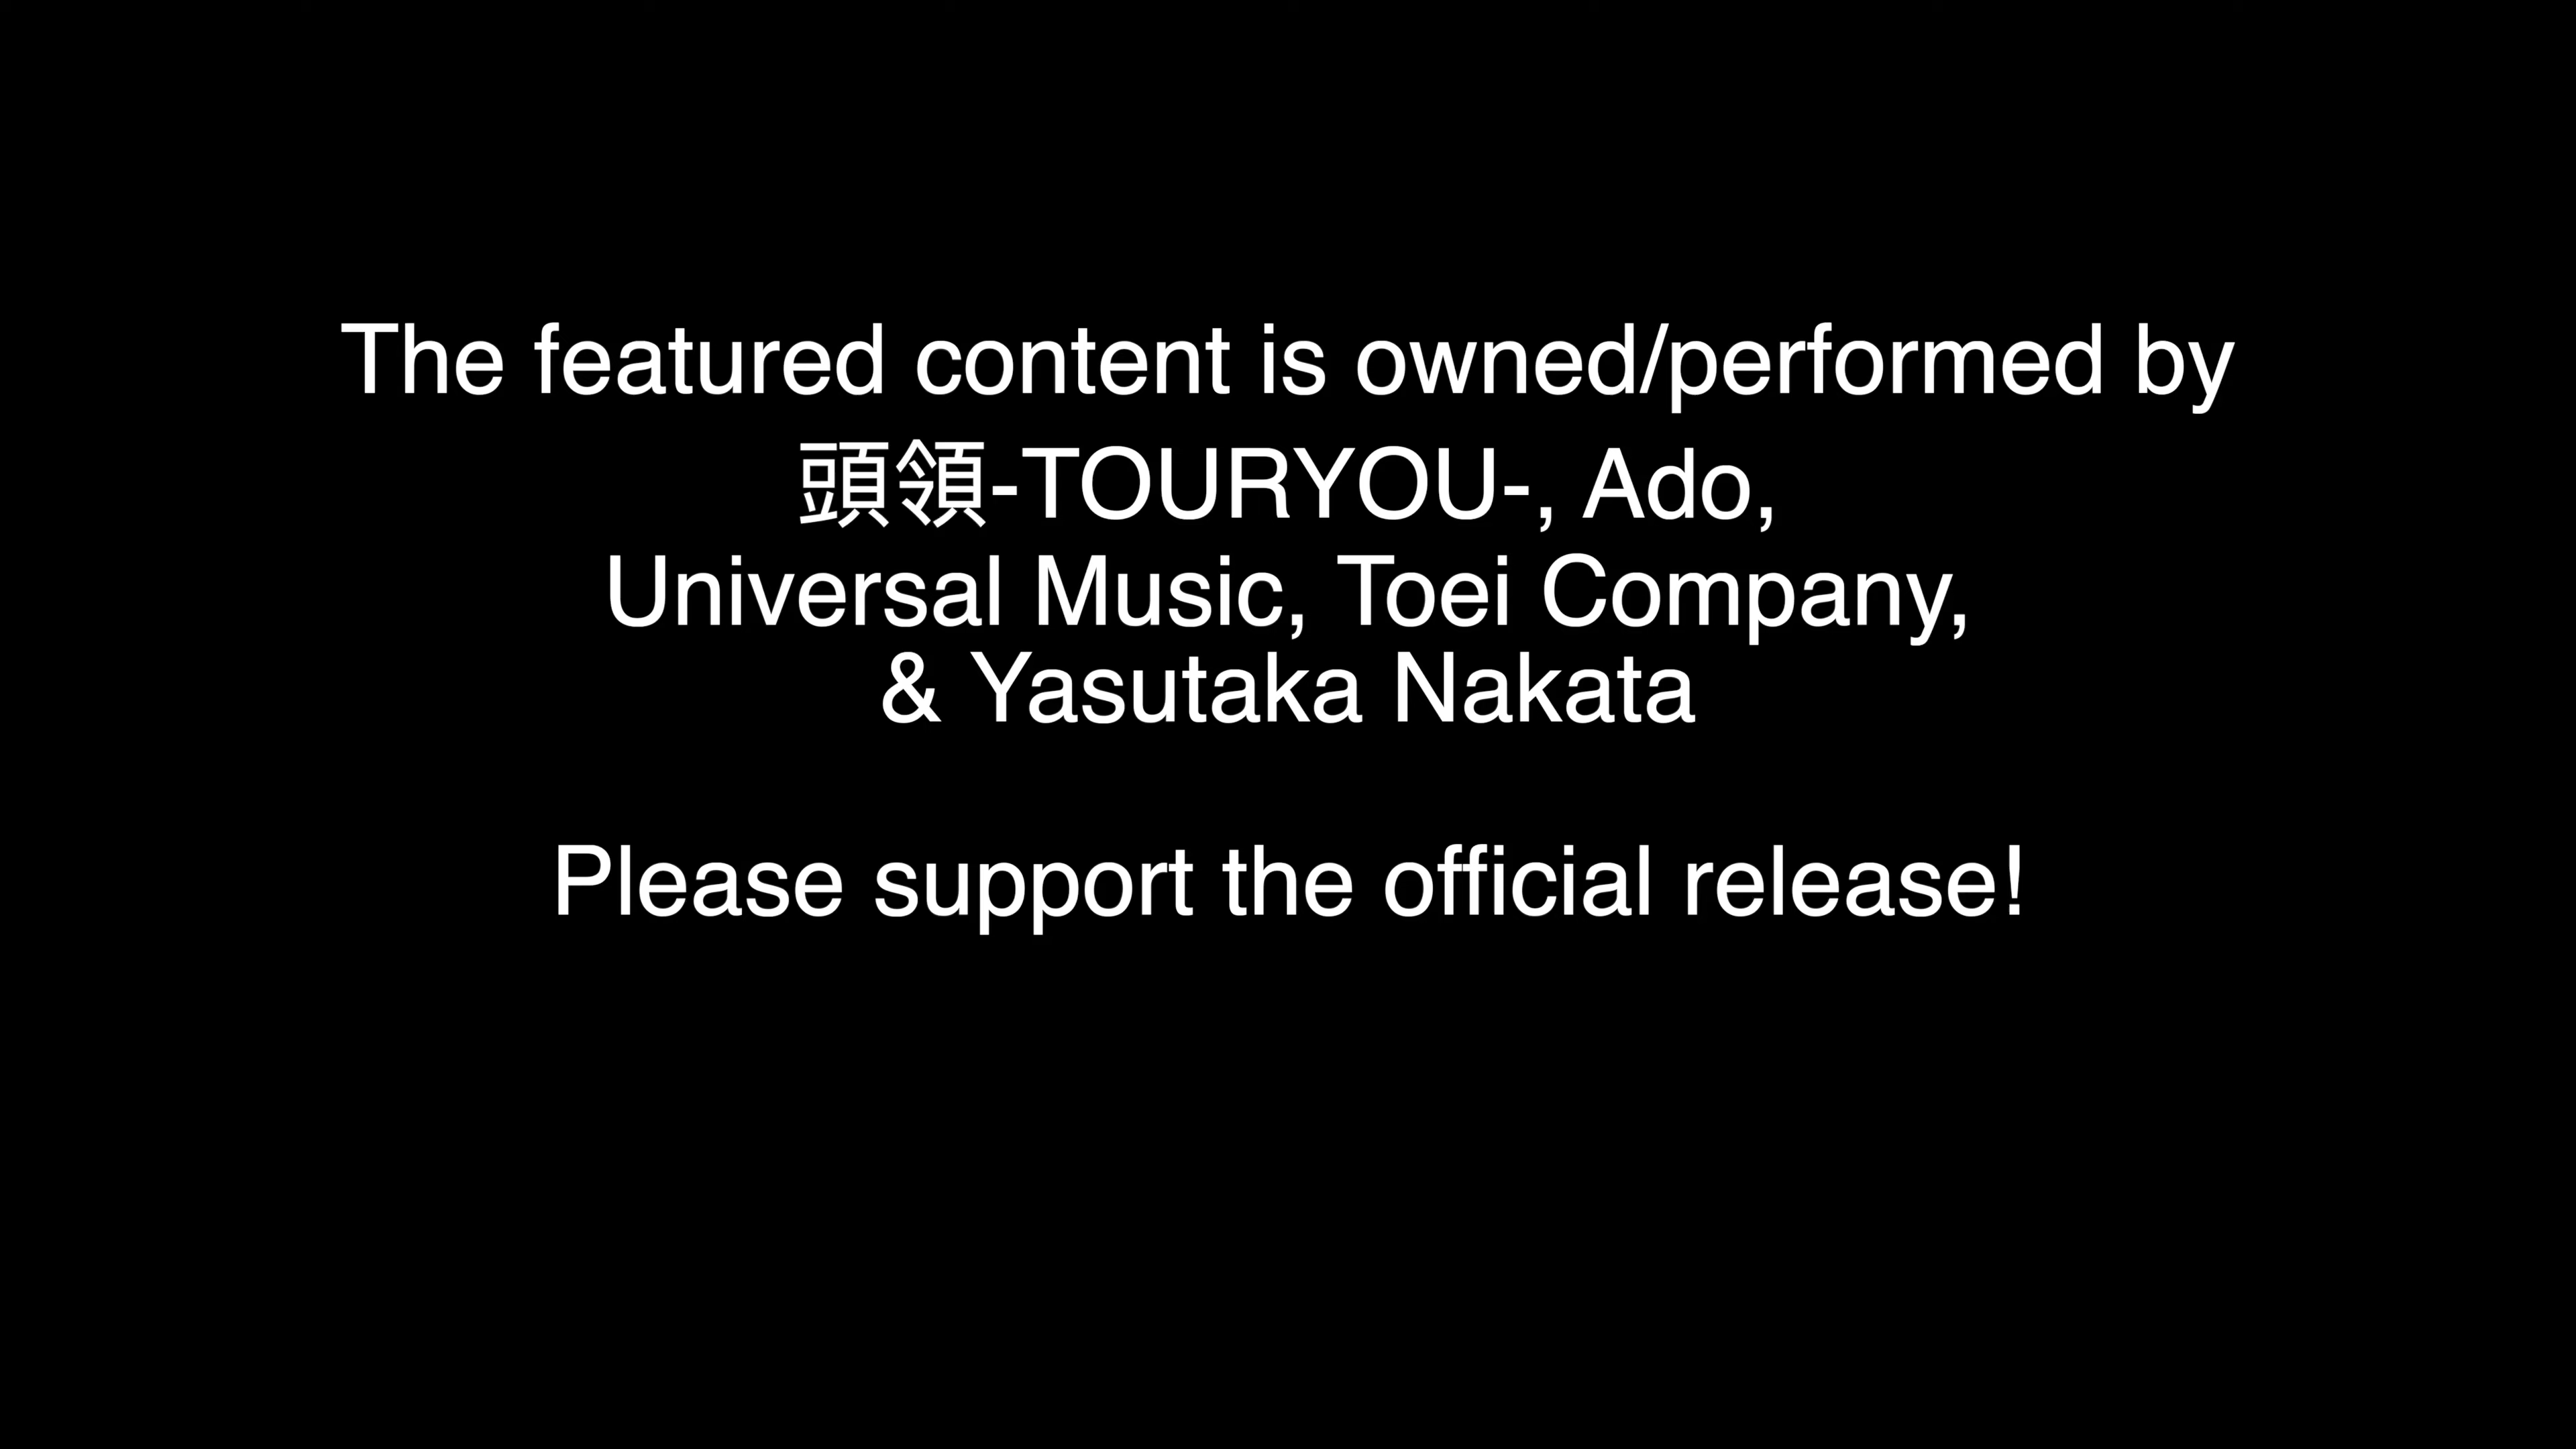 The featured content is owned/performed by
頭領-TOURYOU-, Ado,
Universal Music, Toei Company,
& Yasutaka Nakata
Please support the official release!